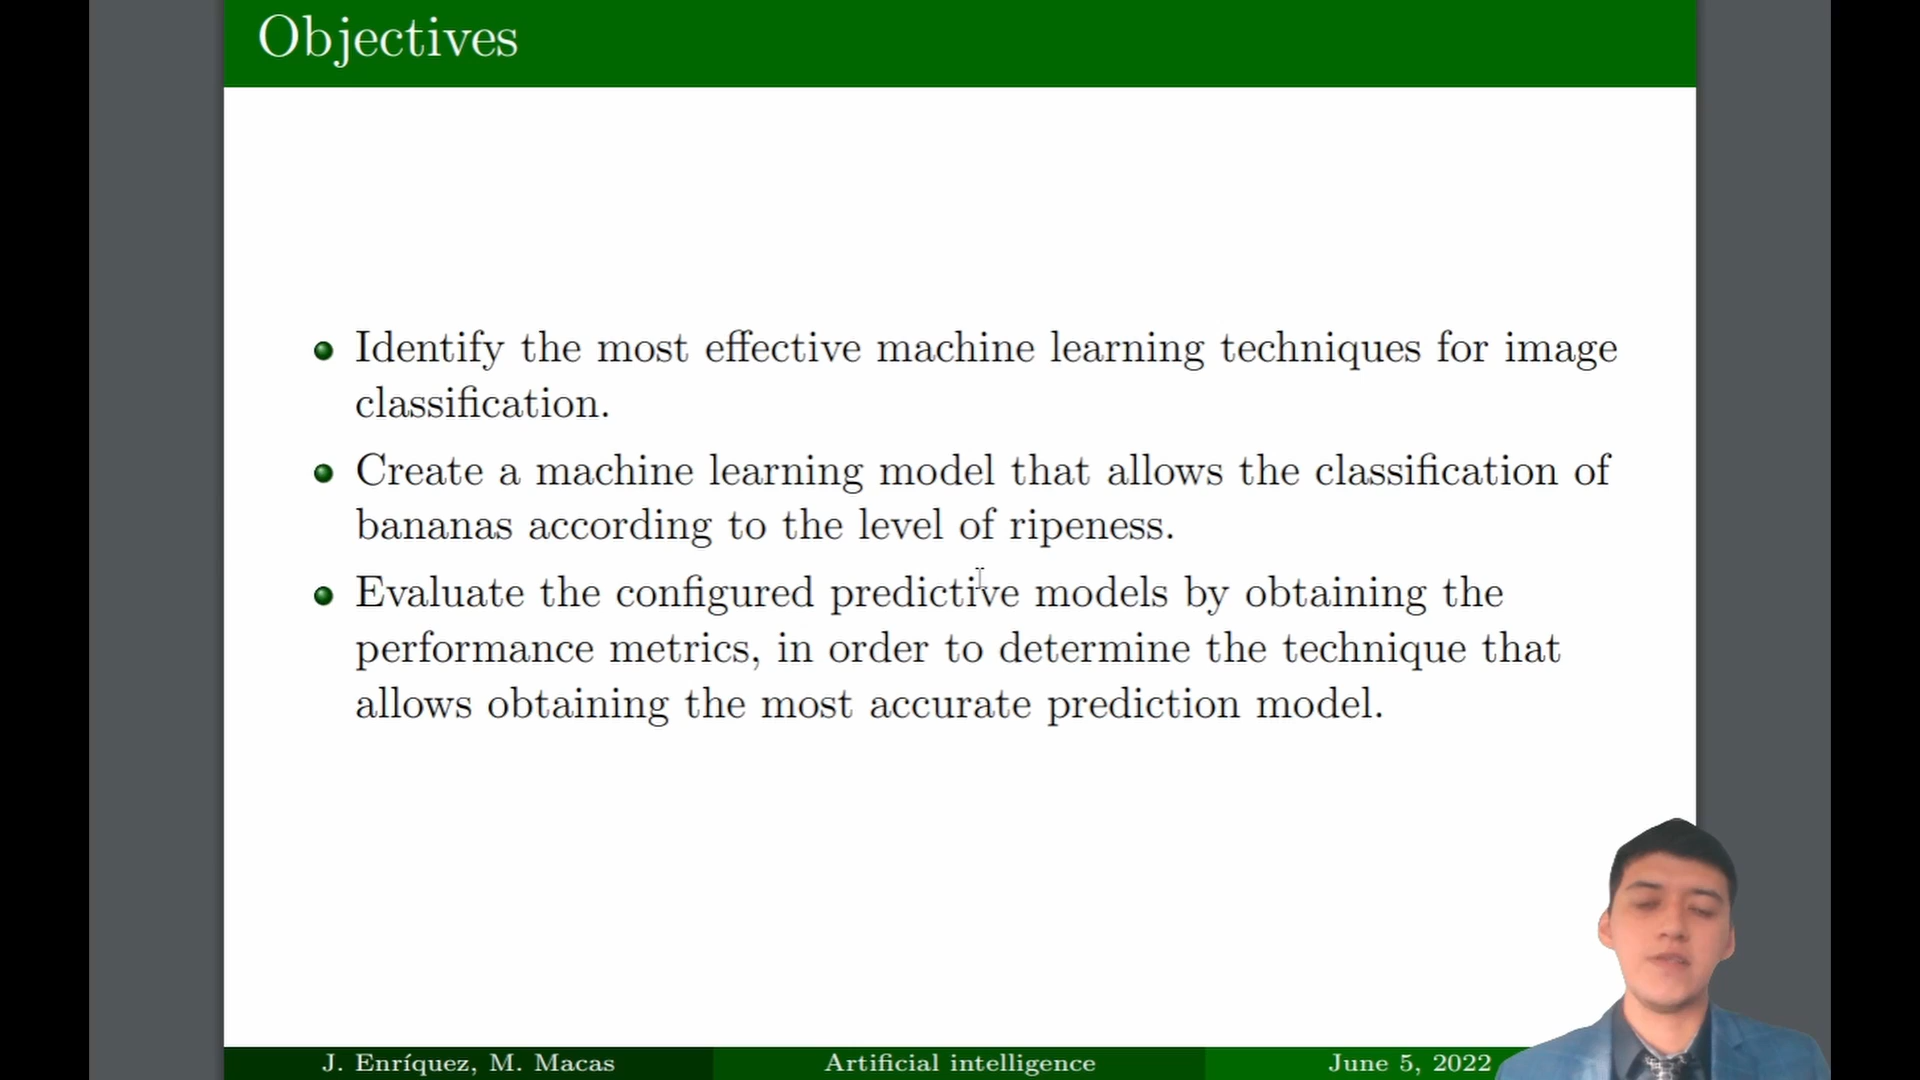 Objectives
Identify the most effective machine learning techniques for image
classification.
Create a machine learning model that allows the classification of
bananas according to the level of ripeness.
Evaluate the configured predictive models by obtaining the
performance metrics, in order to determine the technique that
allows obtaining the most accurate prediction model.
J. Enríquez, M. Macas Artificial intelligence June 5, 2022